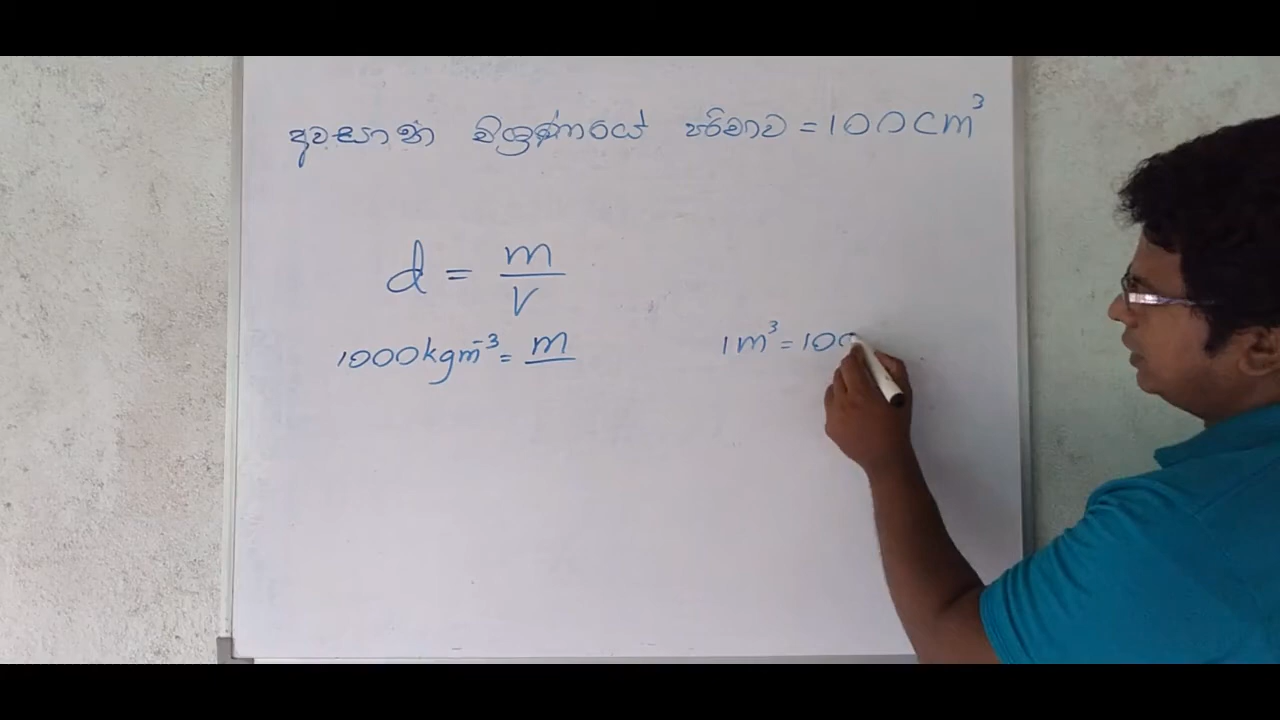 අවසාන මිශ්‍රණයේ පරිමාව = 100cm³
d = m/V
1000kgm⁻³ = m
1m³ = 100